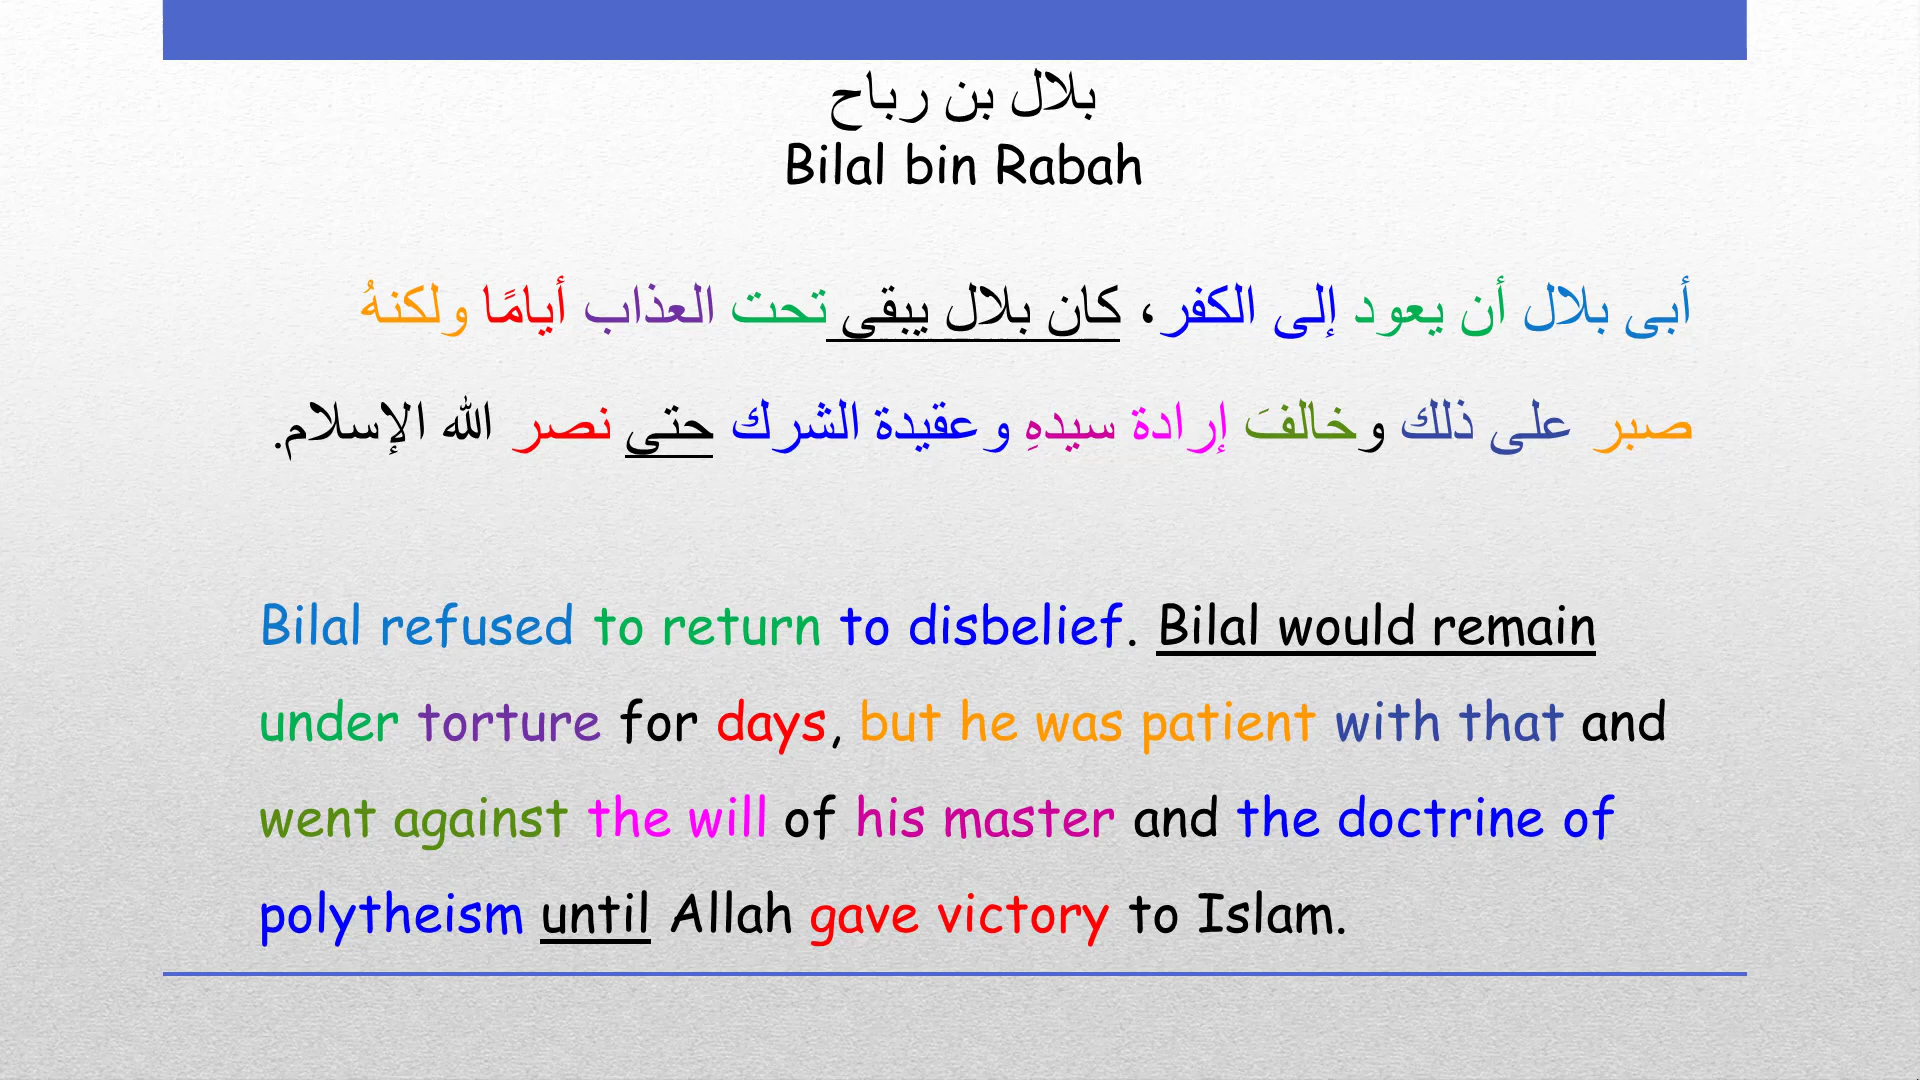 بلال بن رباح
Bilal bin Rabah
أبى بلال أن يعود إلى الكفر، كان بلال يبقى تحت العذاب أيامًا ولكنهُ
صبر على ذلك وخالفَ إرادة سيدهِ وعقيدة الشرك حتى نصر الله الإسلام.
Bilal refused to return to disbelief. Bilal would remain
under torture for days, but he was patient with that and
went against the will of his master and the doctrine of
polytheism until Allah gave victory to Islam.